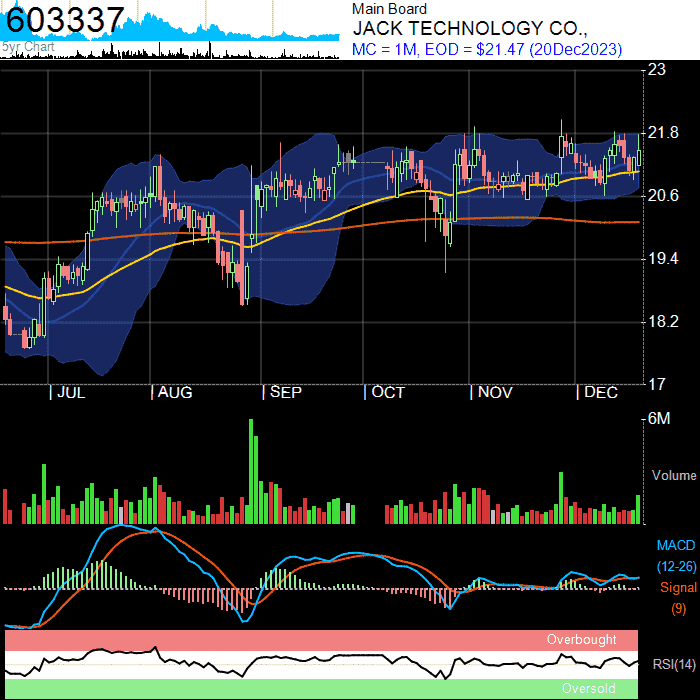 603337
Main Board
JACK TECHNOLOGY CO.,
5yr Chart
MC = 1M, EOD = $21.47 (20Dec2023)
23
21.8
20.6
19.4
18.2
17
| JUL | AUG | SEP | OCT | NOV | DEC
6M
Volume
MACD
(12-26)
Signal
(9)
Overbought
RSI(14)
Oversold